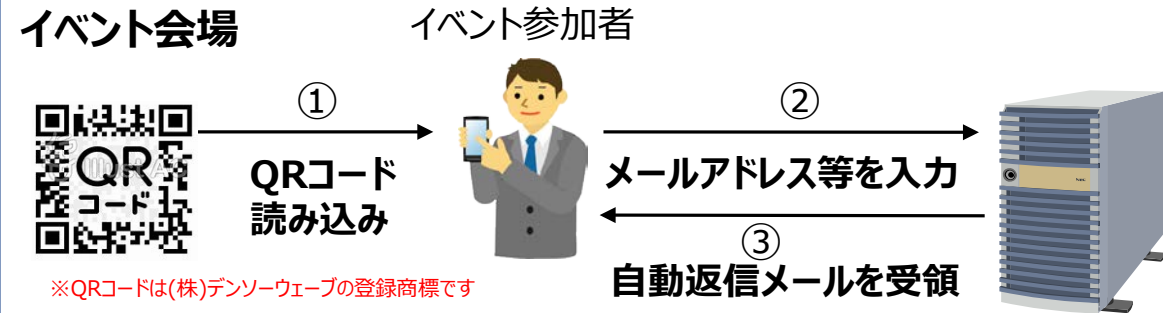 イベント会場
イベント参加者
①
②
QR
コード
QRコード
読み込み
メールアドレス等を入力
③
自動返信メールを受領
※QRコードは(株)デンソーウェーブの登録商標です